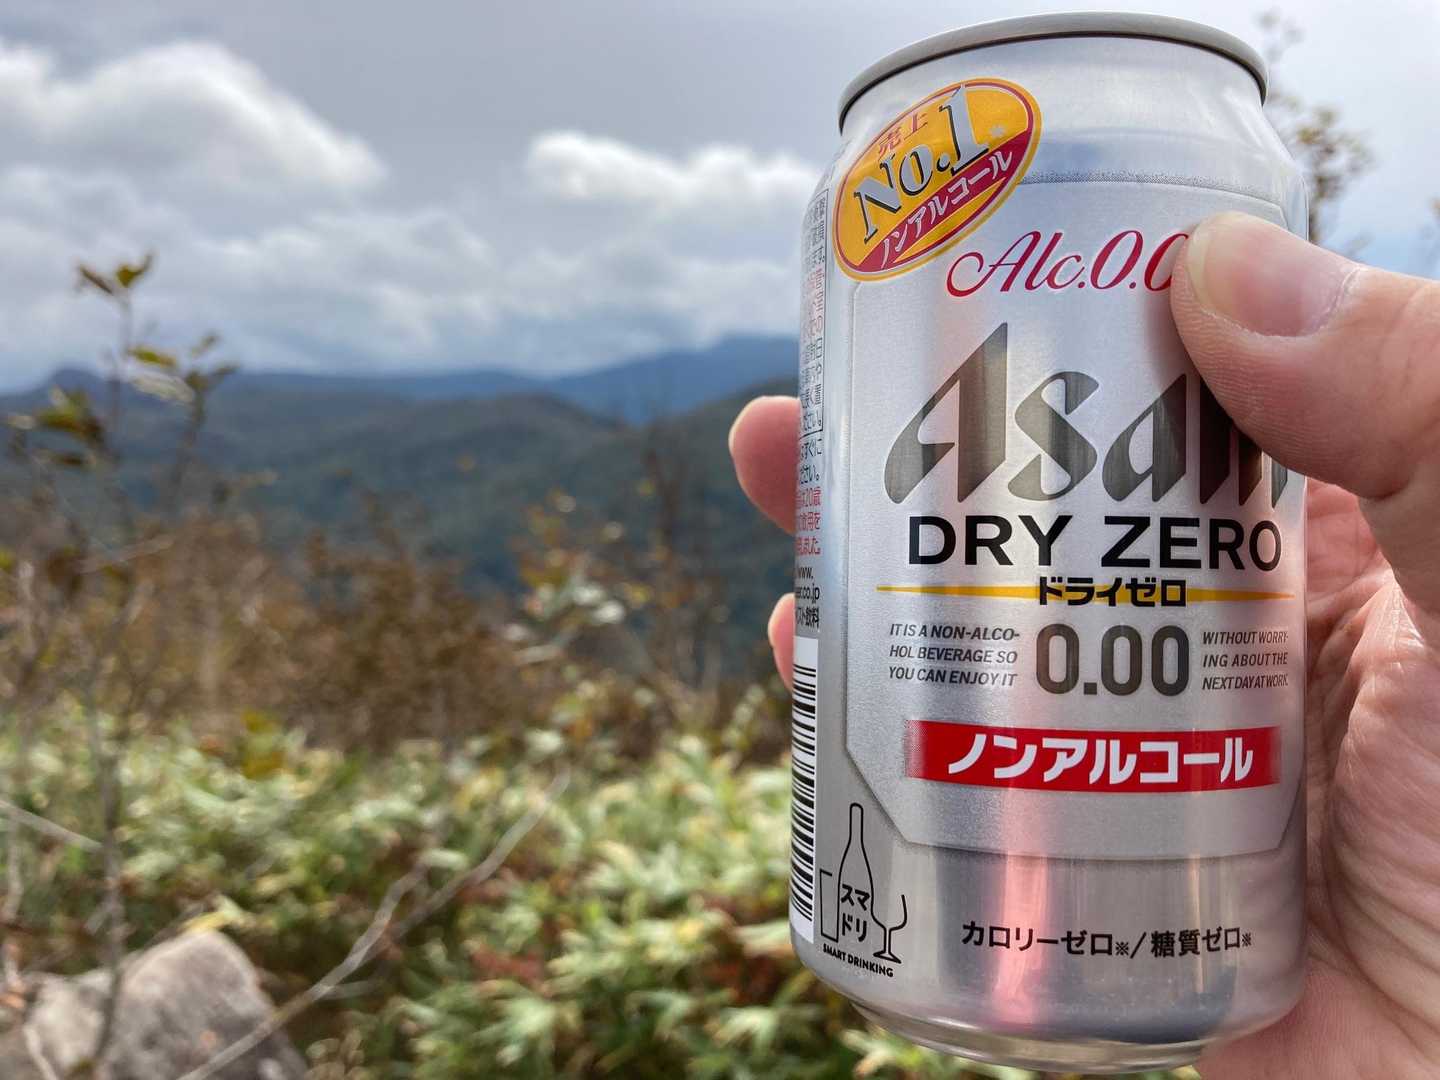 売上
No.1※
ノンアルコール
Alc.0.0
Asahi
DRY ZERO
ドライゼロ
IT IS A NON-ALCO-
HOL BEVERAGE SO
YOU CAN ENJOY IT
0.00
WITHOUT WORRY-
ING ABOUT THE
NEXT DAY AT WORK.
ノンアルコール
スマ
ドリ
SMART DRINKING
カロリーゼロ※/糖質ゼロ※